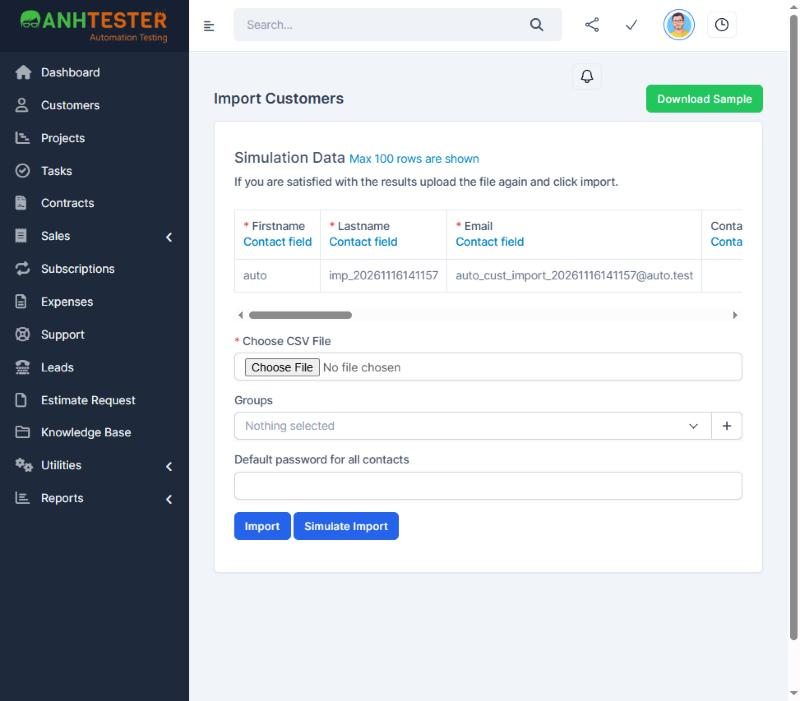 ANHTESTER
Automation Testing
Search...
Dashboard
Customers
Projects
Tasks
Contracts
Sales
Subscriptions
Expenses
Support
Leads
Estimate Request
Knowledge Base
Utilities
Reports
Import Customers
Download Sample
Simulation Data Max 100 rows are shown
If you are satisfied with the results upload the file again and click import.
* Firstname * Lastname * Email Conta
Contact field Contact field Contact field Conta
auto imp_20261116141157 auto_cust_import_20261116141157@auto.test
* Choose CSV File
Choose File No file chosen
Groups
Nothing selected +
Default password for all contacts
Import Simulate Import